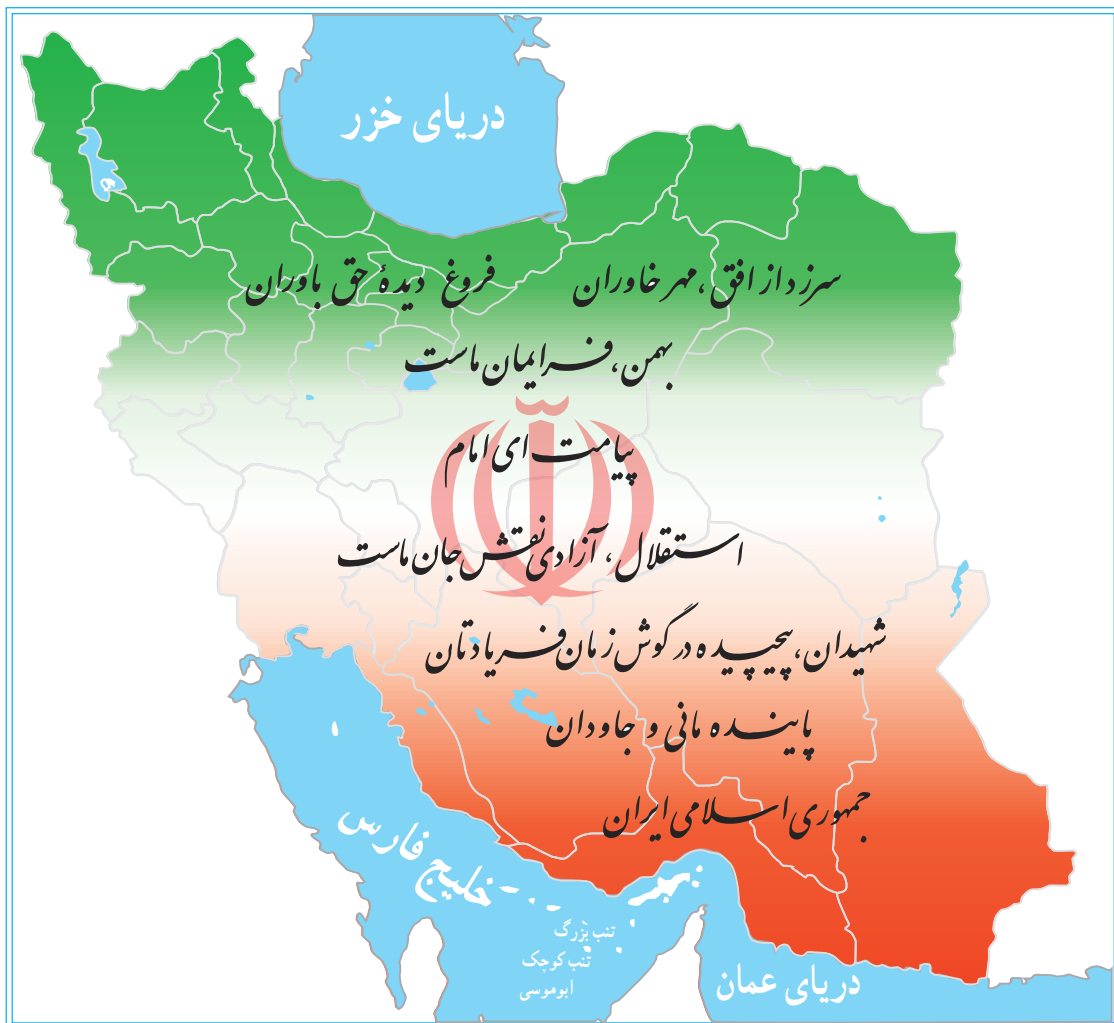 دریای خزر
سر زد از افق، مهر خاوران فروغ دیدهٔ حق باوران
بهمن، فر ایمان ماست
پیامت ای امام
استقلال، آزادی نقش جان ماست
شهیدان، پیچیده در گوش زمان فریادتان
پاینده مانی و جاودان
جمهوری اسلامی ایران
خلیج فارس
تنب بزرگ
تنب کوچک
ابوموسی
دریای عمان